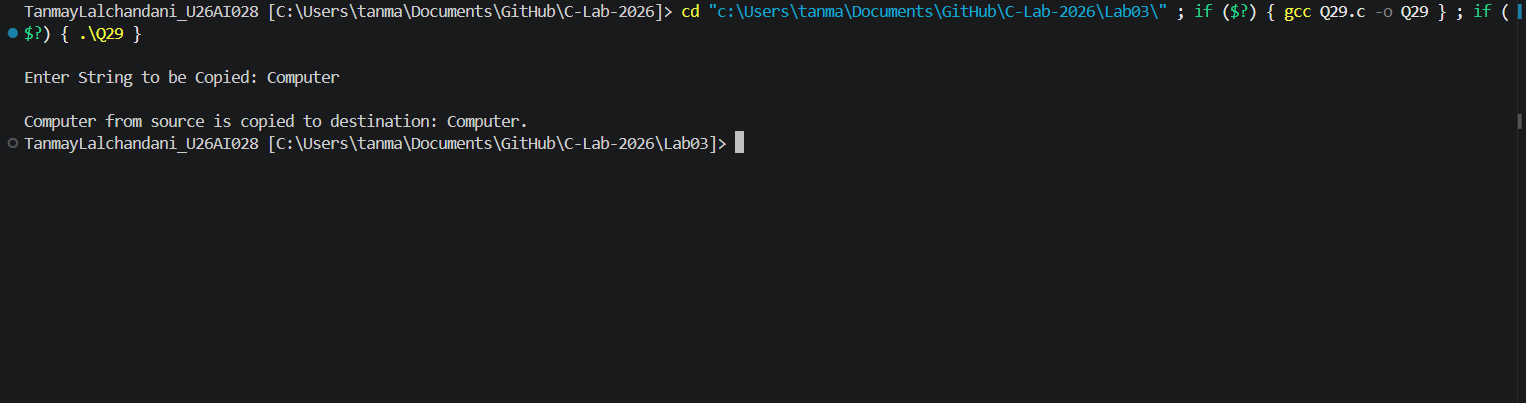 TanmayLalchandani_U26AI028 [C:\Users\tanma\Documents\GitHub\C-Lab-2026]> cd "c:\Users\tanma\Documents\GitHub\C-Lab-2026\Lab03\" ; if ($?) { gcc Q29.c -o Q29 } ; if (
$?) { .\Q29 }
Enter String to be Copied: Computer
Computer from source is copied to destination: Computer.
TanmayLalchandani_U26AI028 [C:\Users\tanma\Documents\GitHub\C-Lab-2026\Lab03]>